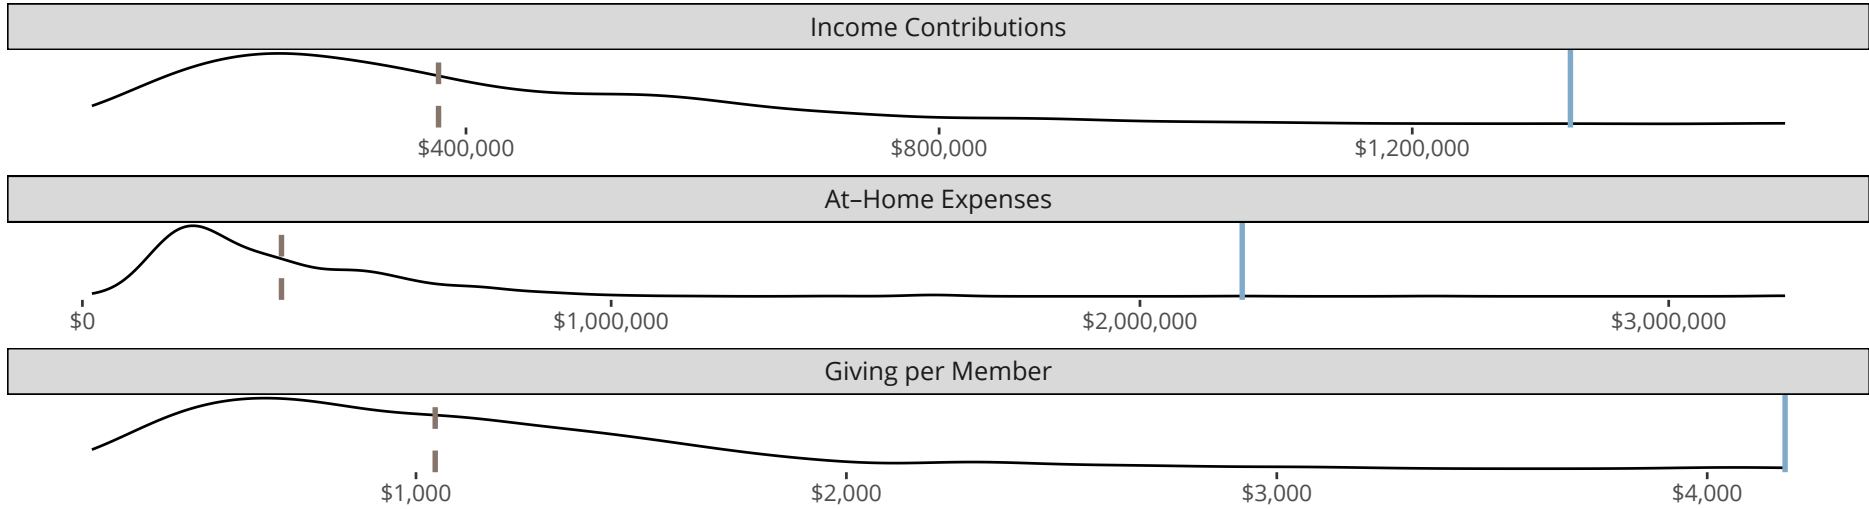 Income Contributions
$400,000 $800,000 $1,200,000
At–Home Expenses
$0 $1,000,000 $2,000,000 $3,000,000
Giving per Member
$1,000 $2,000 $3,000 $4,000